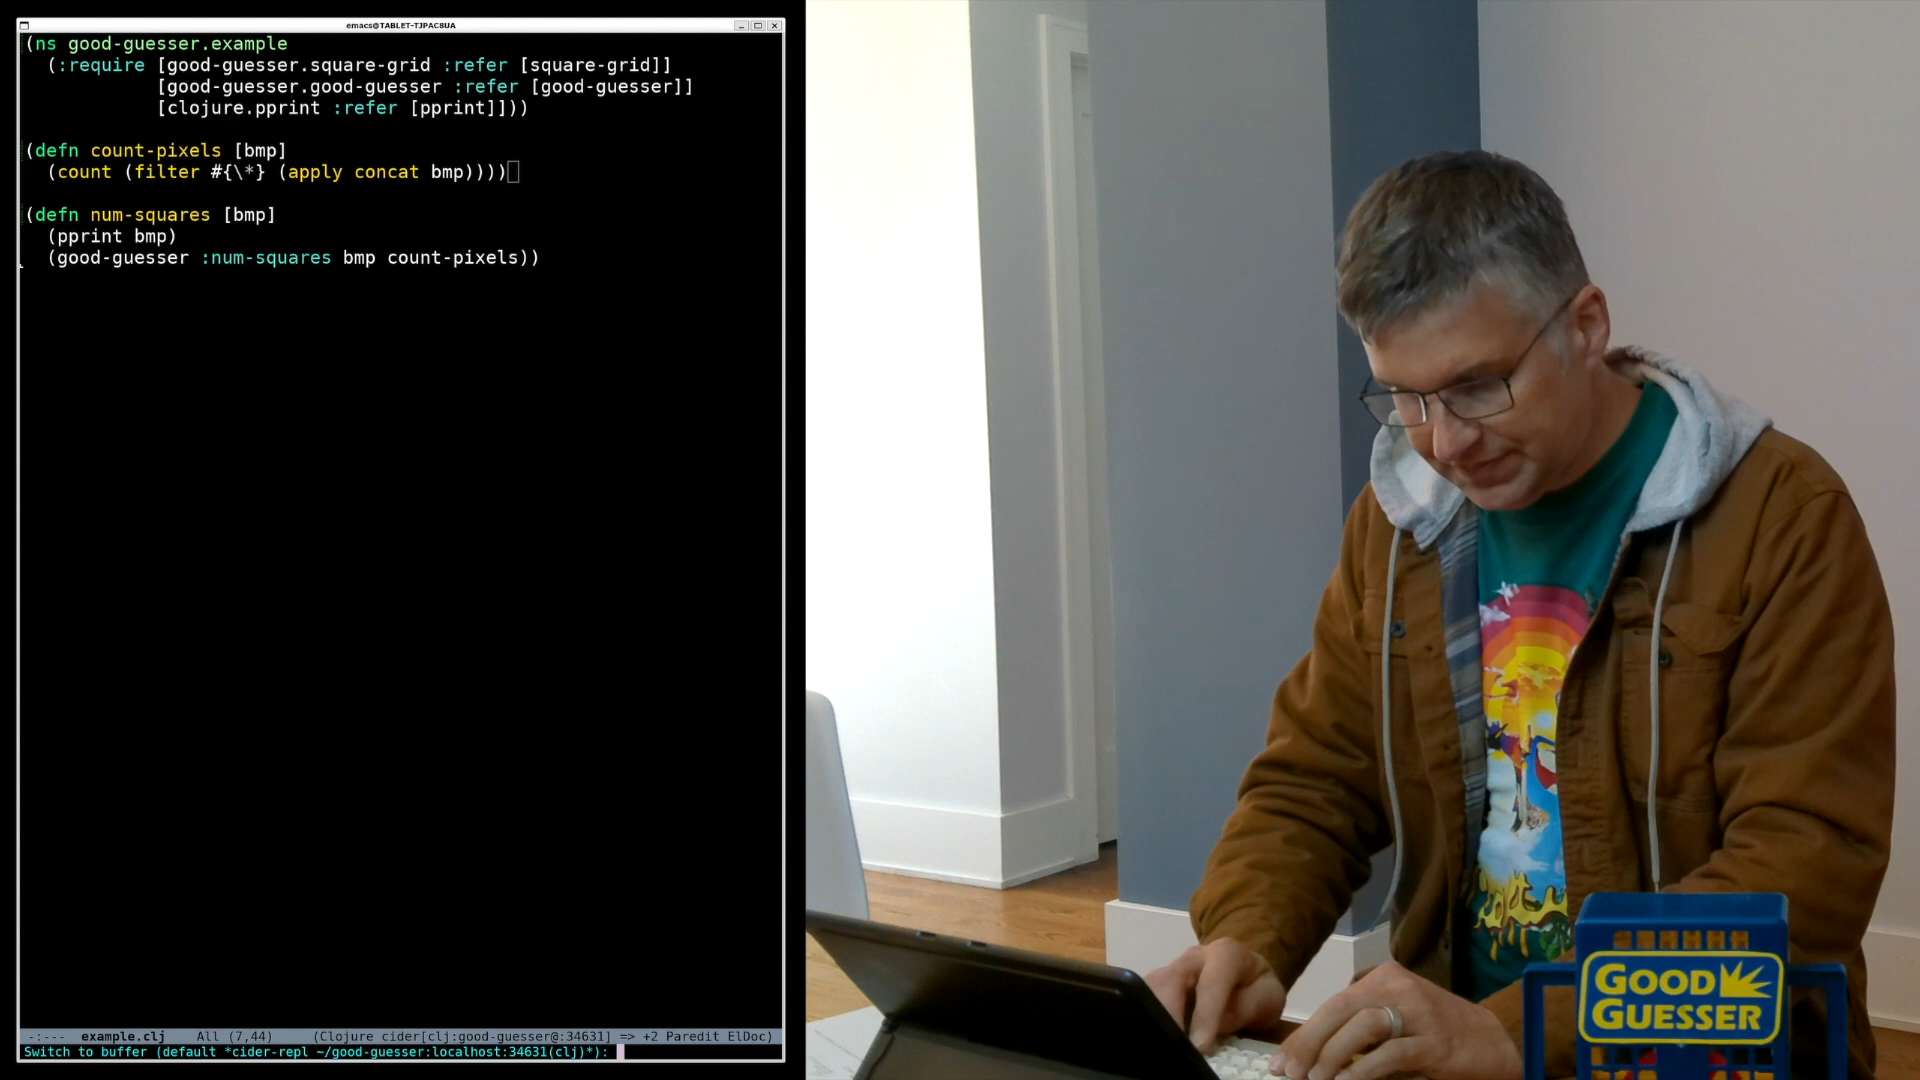 emacs@TABLET-TJPAC8UA
(ns good-guesser.example
  (:require [good-guesser.square-grid :refer [square-grid]]
            [good-guesser.good-guesser :refer [good-guesser]]
            [clojure.pprint :refer [pprint]]))
(defn count-pixels [bmp]
  (count (filter #{\*} (apply concat bmp))))
(defn num-squares [bmp]
  (pprint bmp)
  (good-guesser :num-squares bmp count-pixels))
-:--- example.clj All (7,44) (Clojure cider[clj:good-guesser@:34631] => +2 Paredit ElDoc)
Switch to buffer (default *cider-repl ~/good-guesser:localhost:34631(clj)*):
GOOD
GUESSER